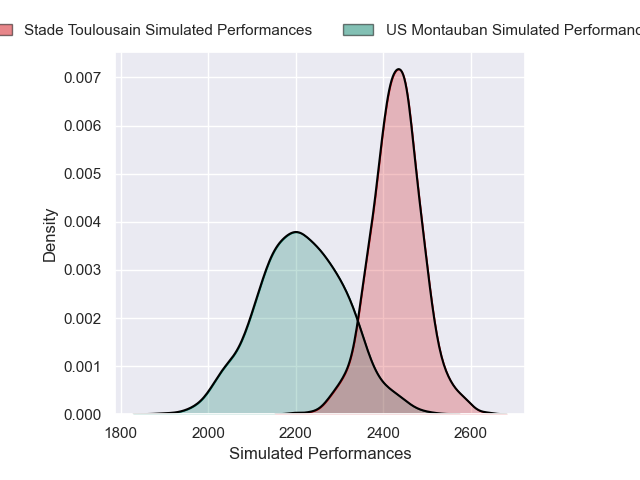 Stade Toulousain Simulated Performances US Montauban Simulated
0.007
0.006
0.005
0.004
0.003
0.002
0.001
0.000
Density
1800 2000 2200 2400 2600
Simulated Performances